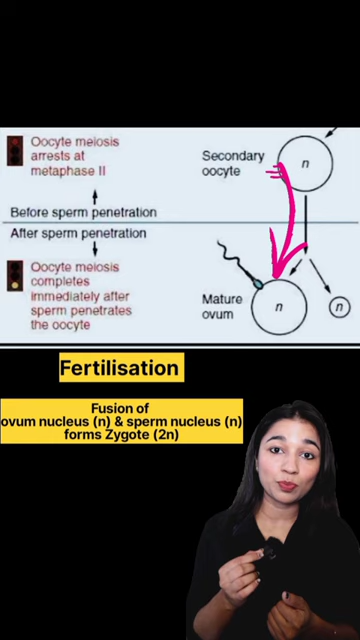 Oocyte meiosis
arrests at
metaphase II
Secondary
oocyte
n
Before sperm penetration
After sperm penetration
Oocyte meiosis
completes
immediately after
sperm penetrates
the oocyte
Mature
ovum
n
n
Fertilisation
Fusion of
ovum nucleus (n) & sperm nucleus (n)
forms Zygote (2n)